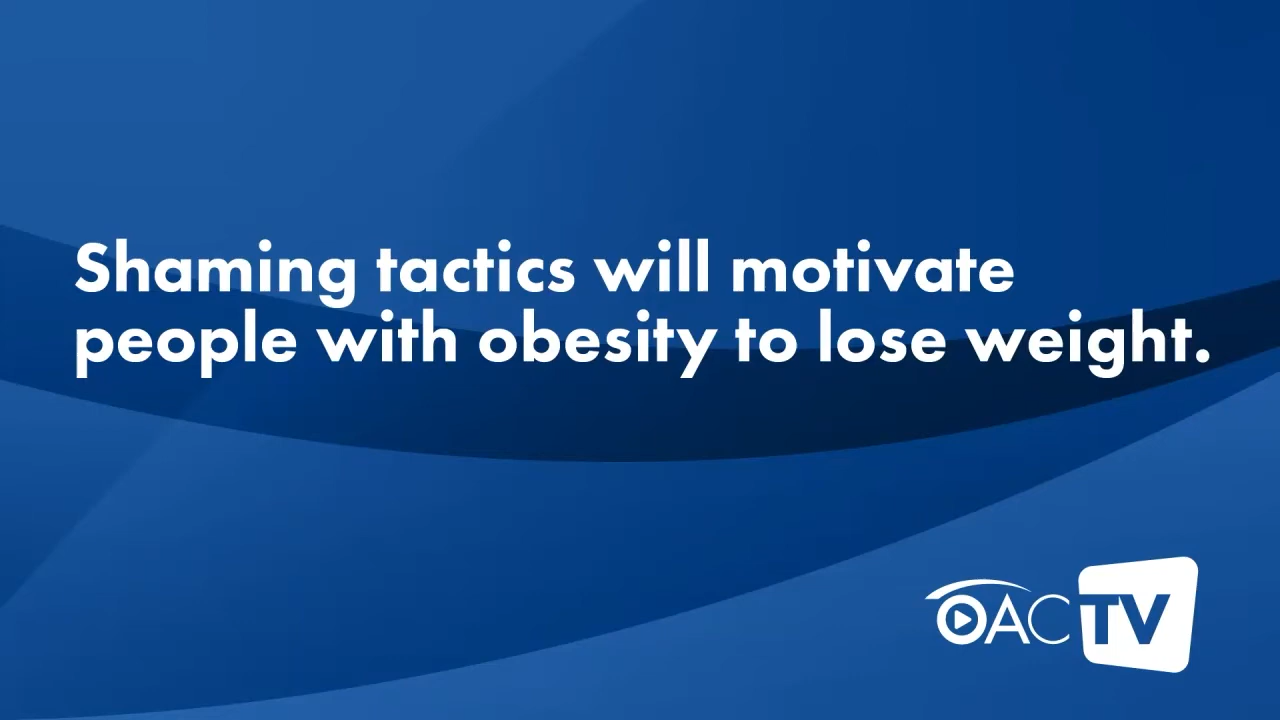 Shaming tactics will motivate
people with obesity to lose weight.
OACTV